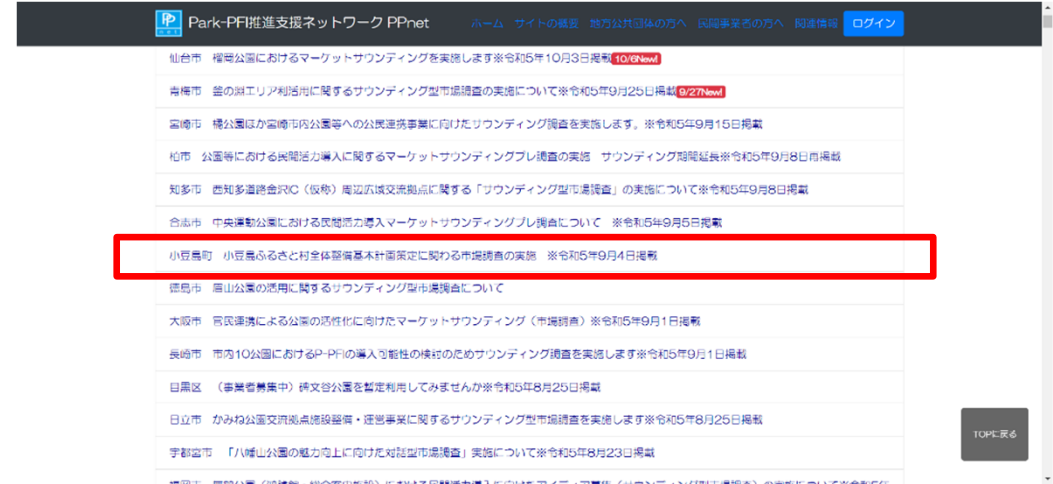 Park-PFI推進支援ネットワーク PPnet ホーム サイトの概要 地方公共団体の方へ 民間事業者の方へ 関連情報 ログイン
仙台市 榴岡公園におけるマーケットサウンディングを実施します※令和5年10月3日掲載 10/6New!
青梅市 釜の淵エリア利活用に関するサウンディング型市場調査の実施について※令和5年9月25日掲載 9/27New!
宮崎市 橘公園ほか宮崎市内公園等への公民連携事業に向けたサウンディング調査を実施します。※令和5年9月15日掲載
柏市 公園等における民間活力導入に関するマーケットサウンディングプレ調査の実施 サウンディング期間延長※令和5年9月8日再掲載
知多市 西知多道路金沢IC（仮称）周辺広域交流拠点に関する「サウンディング型市場調査」の実施について※令和5年9月8日掲載
合志市 中央運動公園における民間活力導入マーケットサウンディングプレ調査について ※令和5年9月5日掲載
小豆島町 小豆島ふるさと村全体整備基本計画策定に関わる市場調査の実施 ※令和5年9月4日掲載
徳島市 眉山公園の活用に関するサウンディング型市場調査について
大阪市 官民連携による公園の活性化に向けたマーケットサウンディング（市場調査）※令和5年9月1日掲載
長崎市 市内10公園におけるP-PFIの導入可能性の検討のためサウンディング調査を実施します※令和5年9月1日掲載
目黒区 （事業者募集中）碑文谷公園を暫定利用してみませんか※令和5年8月25日掲載
日立市 かみね公園交流拠点施設整備・運営事業に関するサウンディング型市場調査を実施します※令和5年8月25日掲載
TOPに戻る
宇都宮市 「八幡山公園の魅力向上に向けた対話型市場調査」実施について※令和5年8月23日掲載